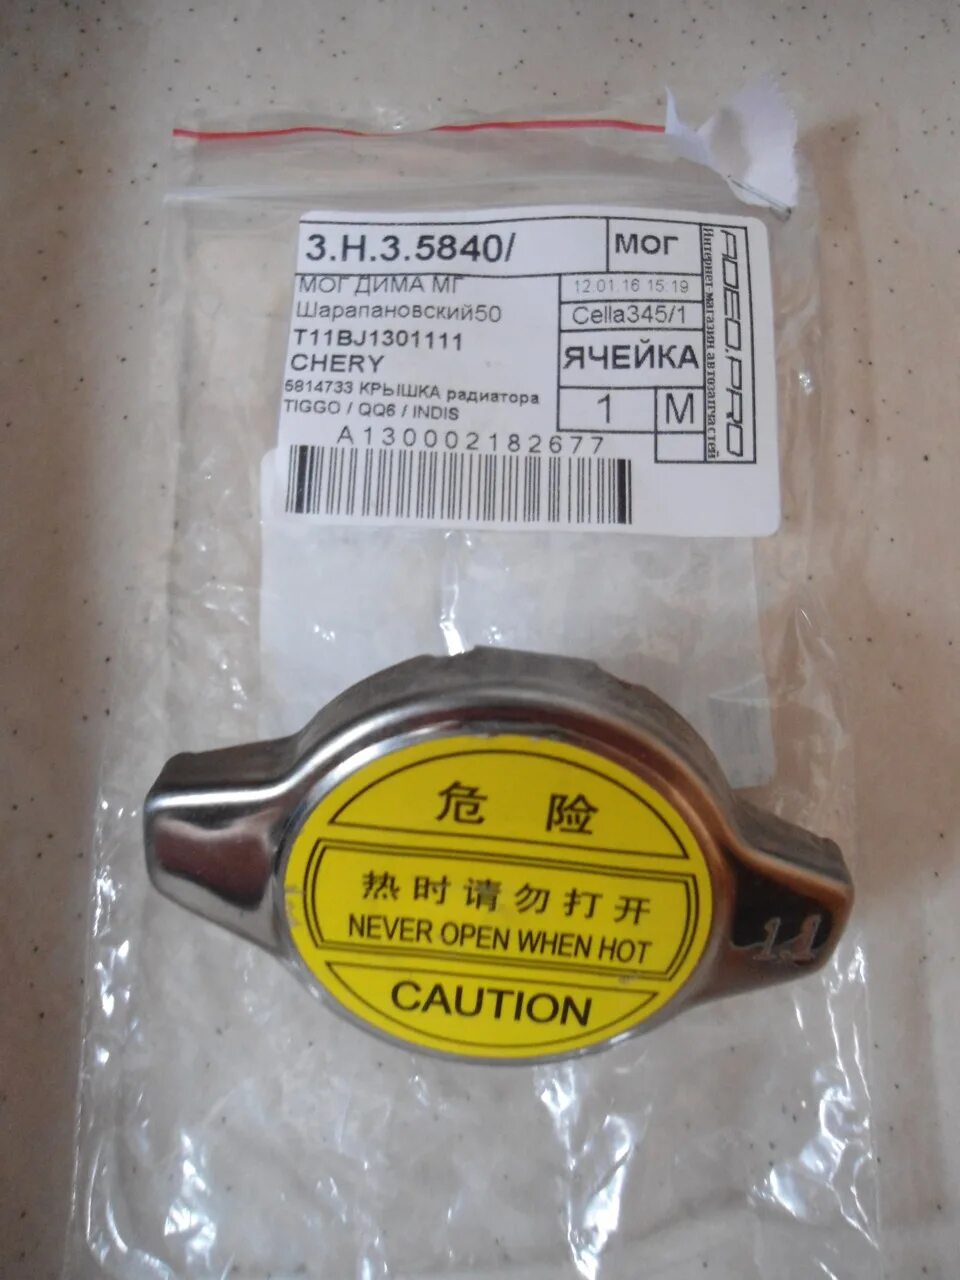 3.Н.3.5840/
МОГ
МОГ ДИМА МГ
12.01.16 15:19
Шарапановский50
Cella345/1
T11BJ1301111
ЯЧЕЙКА
CHERY
5814733 КРЫШКА радиатора
1
M
TIGGO / QQ6 / INDIS
A130002182677
ADEO.PRO
Интернет-магазин автозапчастей
危险
热时请勿打开
NEVER OPEN WHEN HOT
CAUTION
1.1